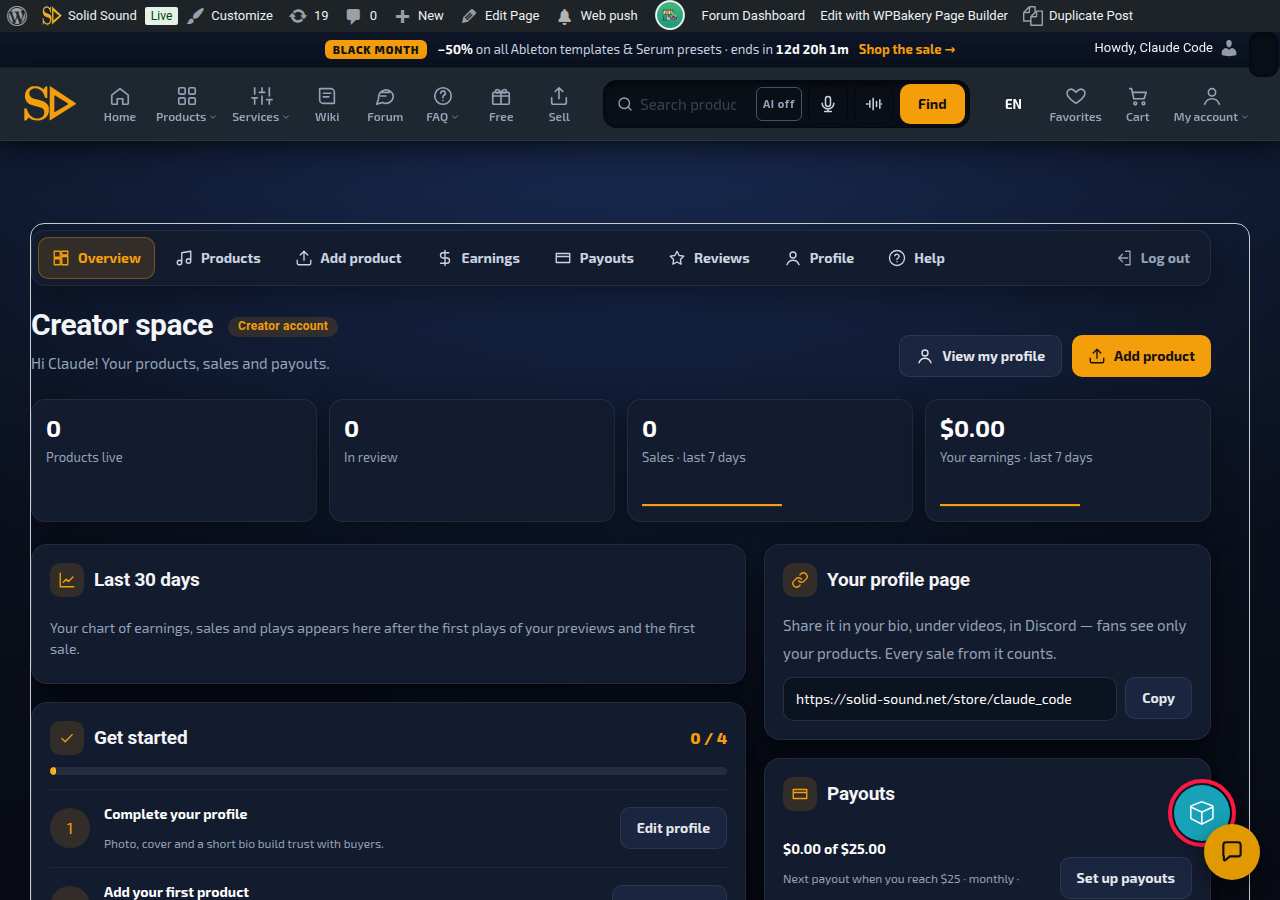 Solid Sound Live Customize 19 0 New Edit Page Web push Forum Dashboard Edit with WPBakery Page Builder Duplicate Post
BLACK MONTH −50% on all Ableton templates & Serum presets · ends in 12d 20h 1m Shop the sale →
Howdy, Claude Code
Home Products Services Wiki Forum FAQ Free Sell
Search produc AI off Find EN Favorites Cart My account
Overview Products Add product Earnings Payouts Reviews Profile Help Log out
Creator space Creator account
Hi Claude! Your products, sales and payouts.
View my profile Add product
0 0 0 $0.00
Products live In review Sales · last 7 days Your earnings · last 7 days
Last 30 days
Your chart of earnings, sales and plays appears here after the first plays of your previews and the first
sale.
Your profile page
Share it in your bio, under videos, in Discord — fans see only
your products. Every sale from it counts.
https://solid-sound.net/store/claude_code Copy
Get started 0 / 4
1 Complete your profile
Photo, cover and a short bio build trust with buyers.
Edit profile
Add your first product
Payouts
$0.00 of $25.00
Next payout when you reach $25 · monthly ·
Set up payouts